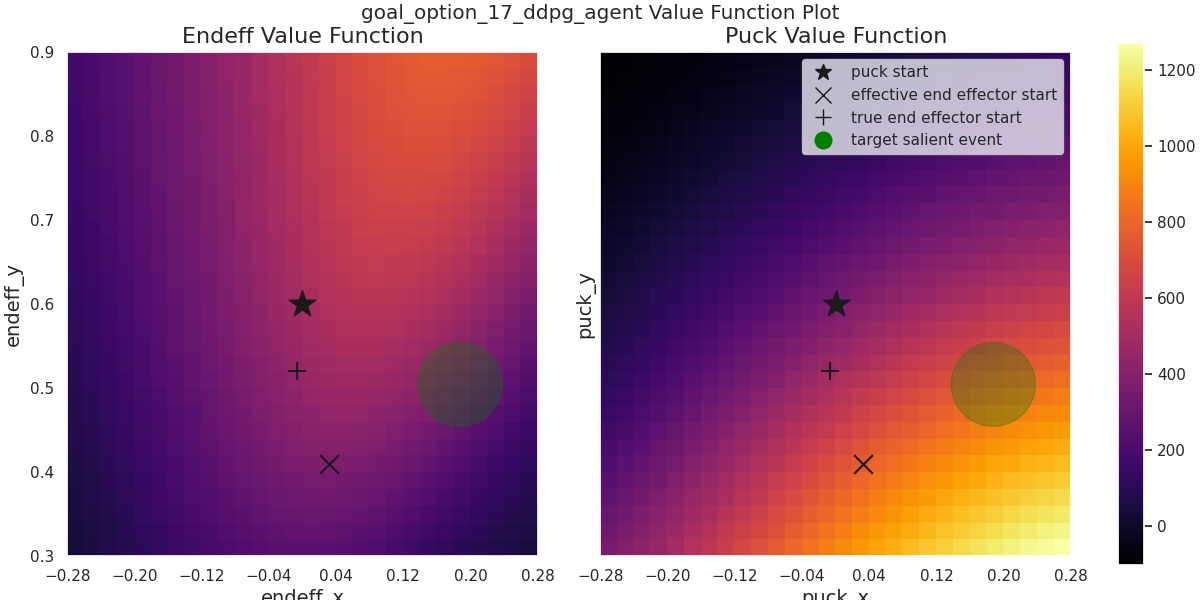 goal_option_17_ddpg_agent Value Function Plot
Endeff Value Function
Puck Value Function
0.9
0.8
0.7
0.6
0.5
0.4
0.3
endeff_y
−0.28 −0.20 −0.12 −0.04 0.04 0.12 0.20 0.28
endeff_x
puck start
effective end effector start
true end effector start
target salient event
puck_y
−0.28 −0.20 −0.12 −0.04 0.04 0.12 0.20 0.28
puck_x
1200
1000
800
600
400
200
0